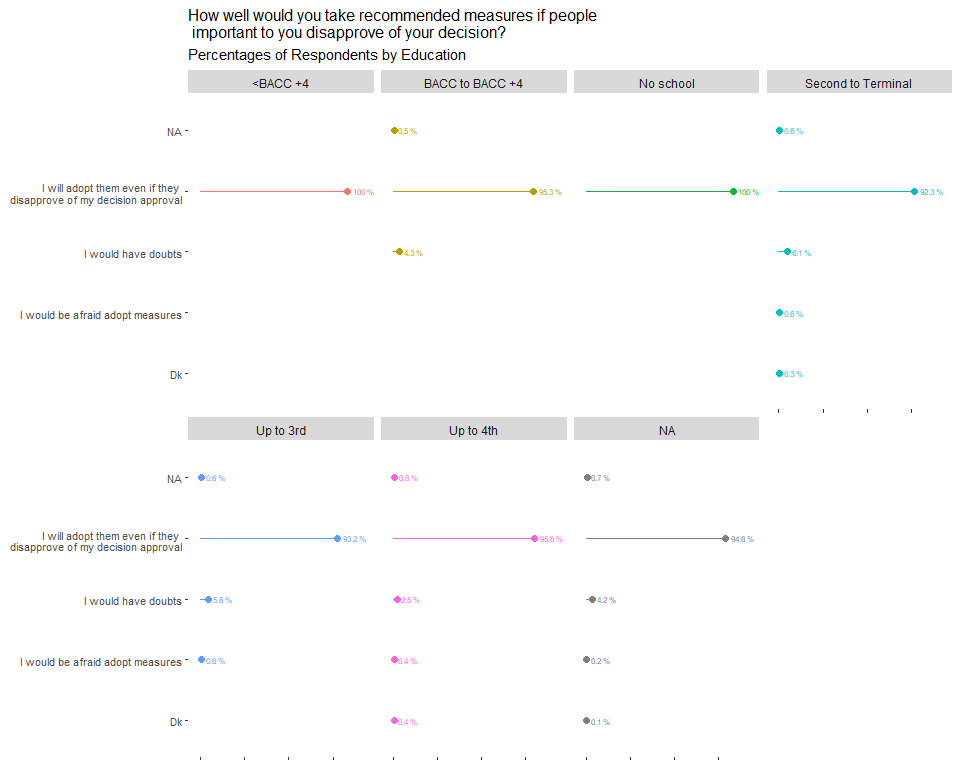 How well would you take recommended measures if people
important to you disapprove of your decision?
Percentages of Respondents by Education
<BACC +4
BACC to BACC +4
No school
Second to Terminal
NA
0.5 %
0.6 %
I will adopt them even if they
disapprove of my decision approval
100 %
95.3 %
100 %
92.3 %
I would have doubts
4.3 %
6.1 %
I would be afraid adopt measures
0.6 %
Dk
0.3 %
Up to 3rd
Up to 4th
NA
NA
0.6 %
0.8 %
0.7 %
I will adopt them even if they
disapprove of my decision approval
93.2 %
95.8 %
94.8 %
I would have doubts
5.6 %
2.5 %
4.2 %
I would be afraid adopt measures
0.6 %
0.4 %
0.2 %
Dk
0.4 %
0.1 %